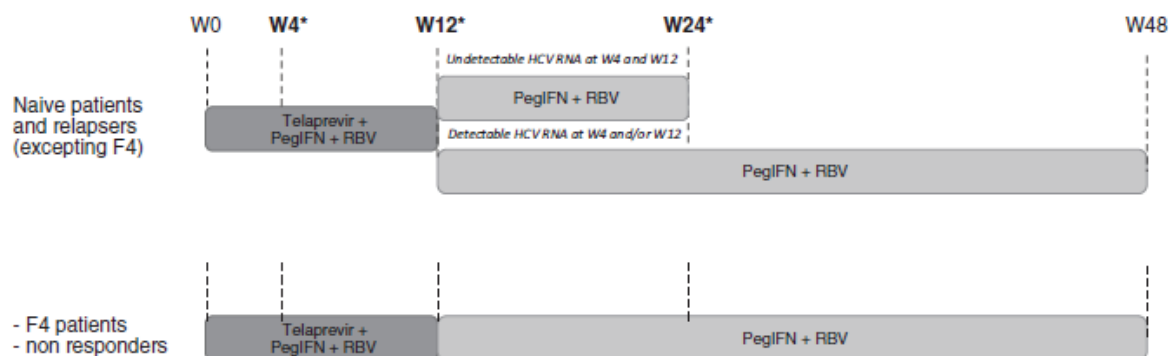 W0 W4* W12* W24* W48
Undetectable HCV RNA at W4 and W12
PegIFN + RBV
Naive patients
and relapsers
(excepting F4)
Telaprevir +
PegIFN + RBV
Detectable HCV RNA at W4 and/or W12
PegIFN + RBV
- F4 patients
- non responders
Telaprevir +
PegIFN + RBV
PegIFN + RBV